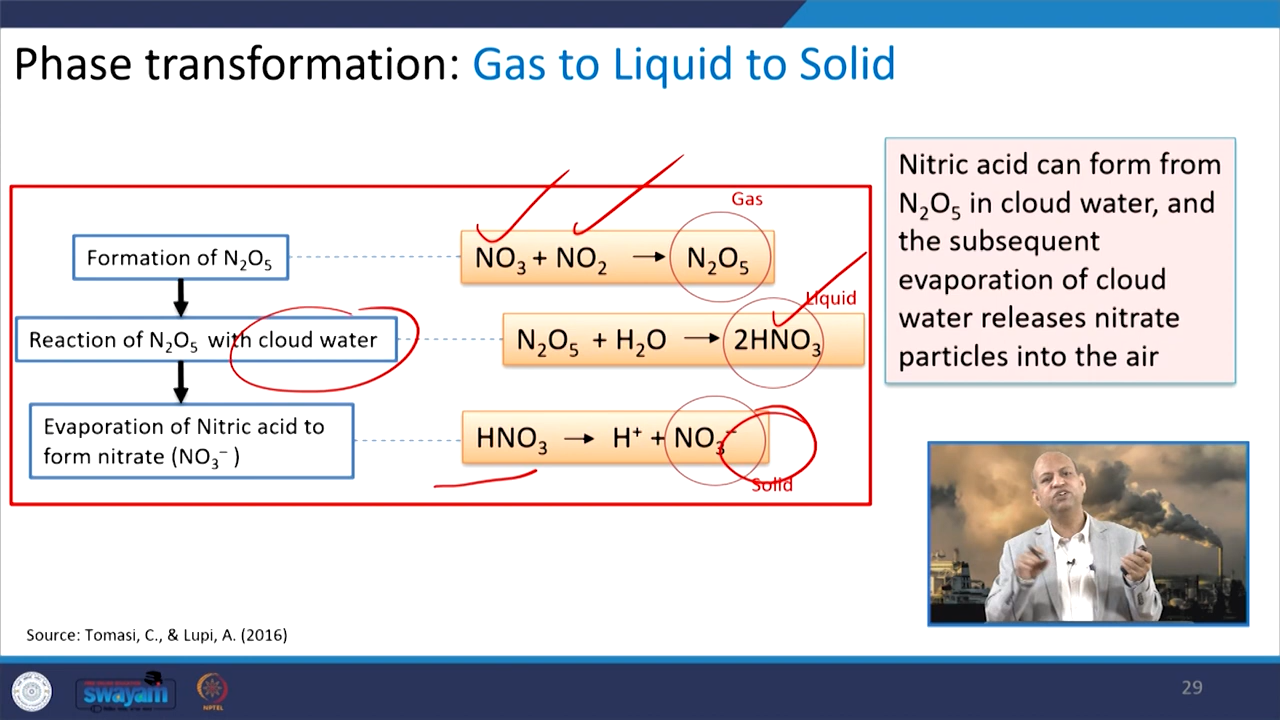 Phase transformation: Gas to Liquid to Solid
Gas
Formation of N₂O₅
NO₃ + NO₂ → N₂O₅
Liquid
Reaction of N₂O₅ with cloud water
N₂O₅ + H₂O → 2HNO₃
Evaporation of Nitric acid to
form nitrate (NO₃⁻ )
HNO₃ → H⁺ + NO₃⁻
Solid
Nitric acid can form from
N₂O₅ in cloud water, and
the subsequent
evaporation of cloud
water releases nitrate
particles into the air
Source: Tomasi, C., & Lupi, A. (2016)
swayam
NPTEL
29